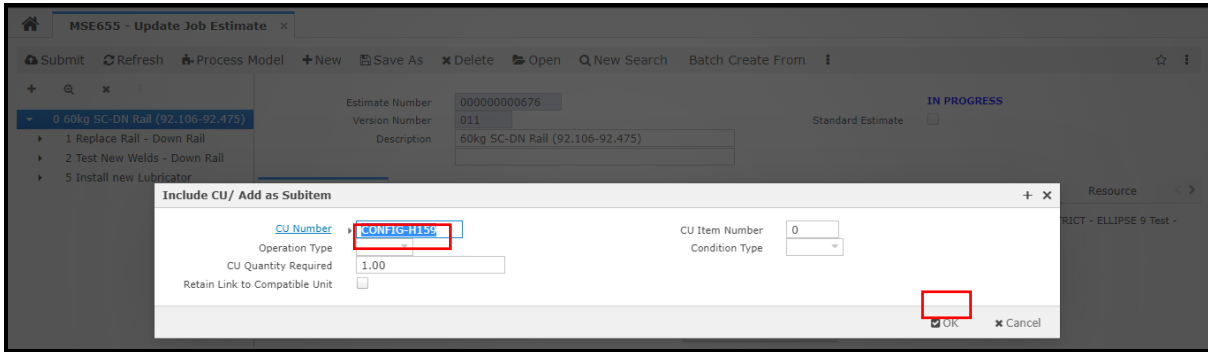 MSE655 - Update Job Estimate ×
Submit Refresh Process Model New Save As Delete Open New Search Batch Create From
Estimate Number 000000000676 IN PROGRESS
0 60kg SC-DN Rail (92.106-92.475) Version Number 011 Standard Estimate
1 Replace Rail - Down Rail Description 60kg SC-DN Rail (92.106-92.475)
2 Test New Welds - Down Rail
5 Install new Lubricator
Include CU/ Add as Subitem + × Resource
CU Number CONFIG-H159 CU Item Number 0 RICT - ELLIPSE 9 Test -
Operation Type Condition Type
CU Quantity Required 1.00
Retain Link to Compatible Unit
OK Cancel